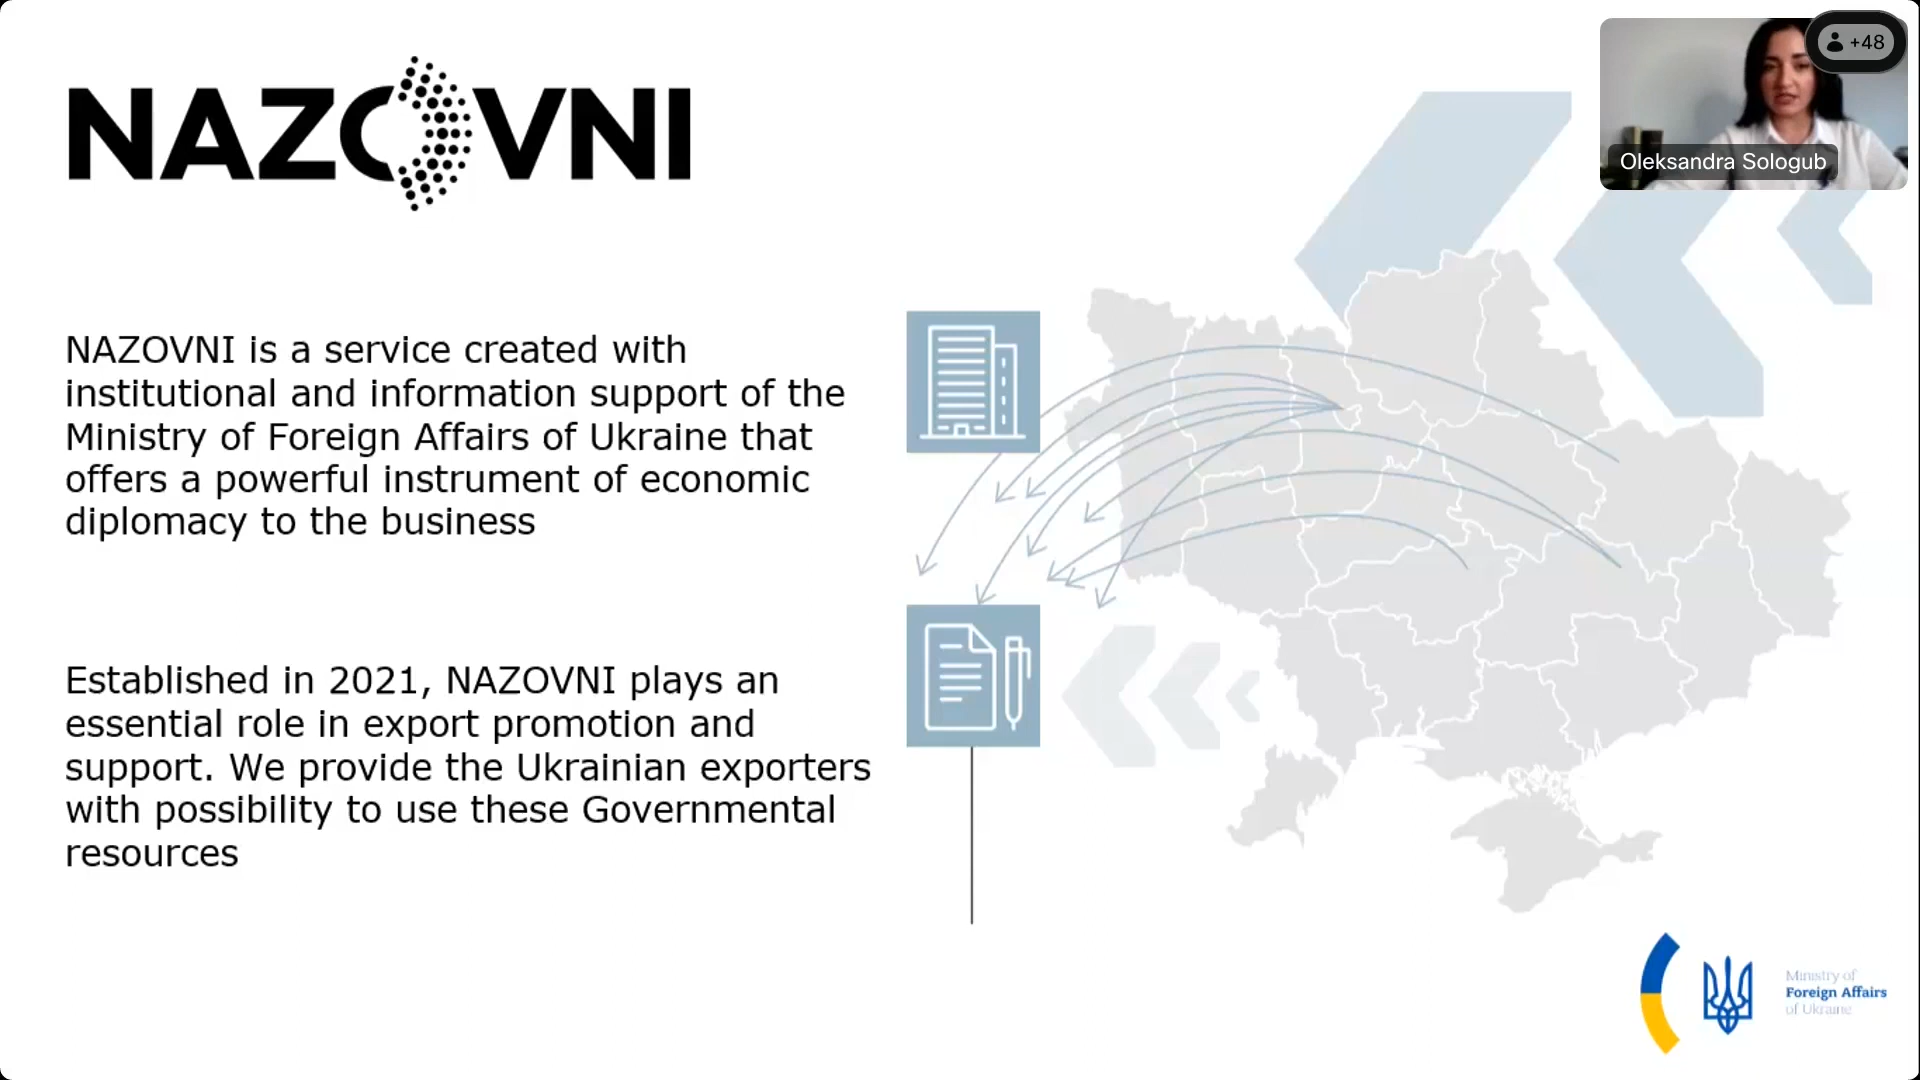 NAZOVNI
+48
Oleksandra Sologub
NAZOVNI is a service created with
institutional and information support of the
Ministry of Foreign Affairs of Ukraine that
offers a powerful instrument of economic
diplomacy to the business
Established in 2021, NAZOVNI plays an
essential role in export promotion and
support. We provide the Ukrainian exporters
with possibility to use these Governmental
resources
Ministry of
Foreign Affairs
of Ukraine